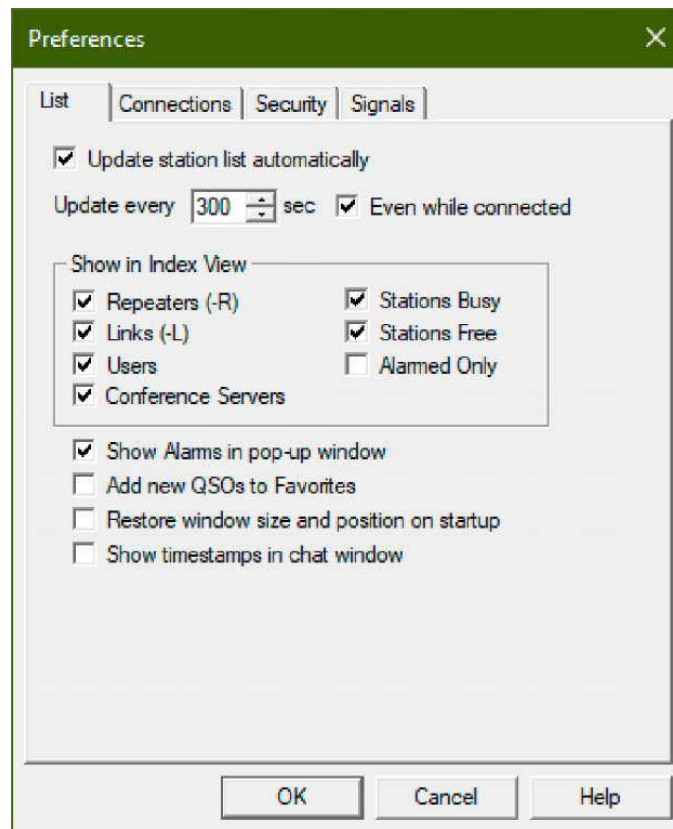 Preferences
List Connections Security Signals
Update station list automatically
Update every 300 sec Even while connected
Show in Index View
Repeaters (-R) Stations Busy
Links (-L) Stations Free
Users Alarmed Only
Conference Servers
Show Alarms in pop-up window
Add new QSOs to Favorites
Restore window size and position on startup
Show timestamps in chat window
OK Cancel Help